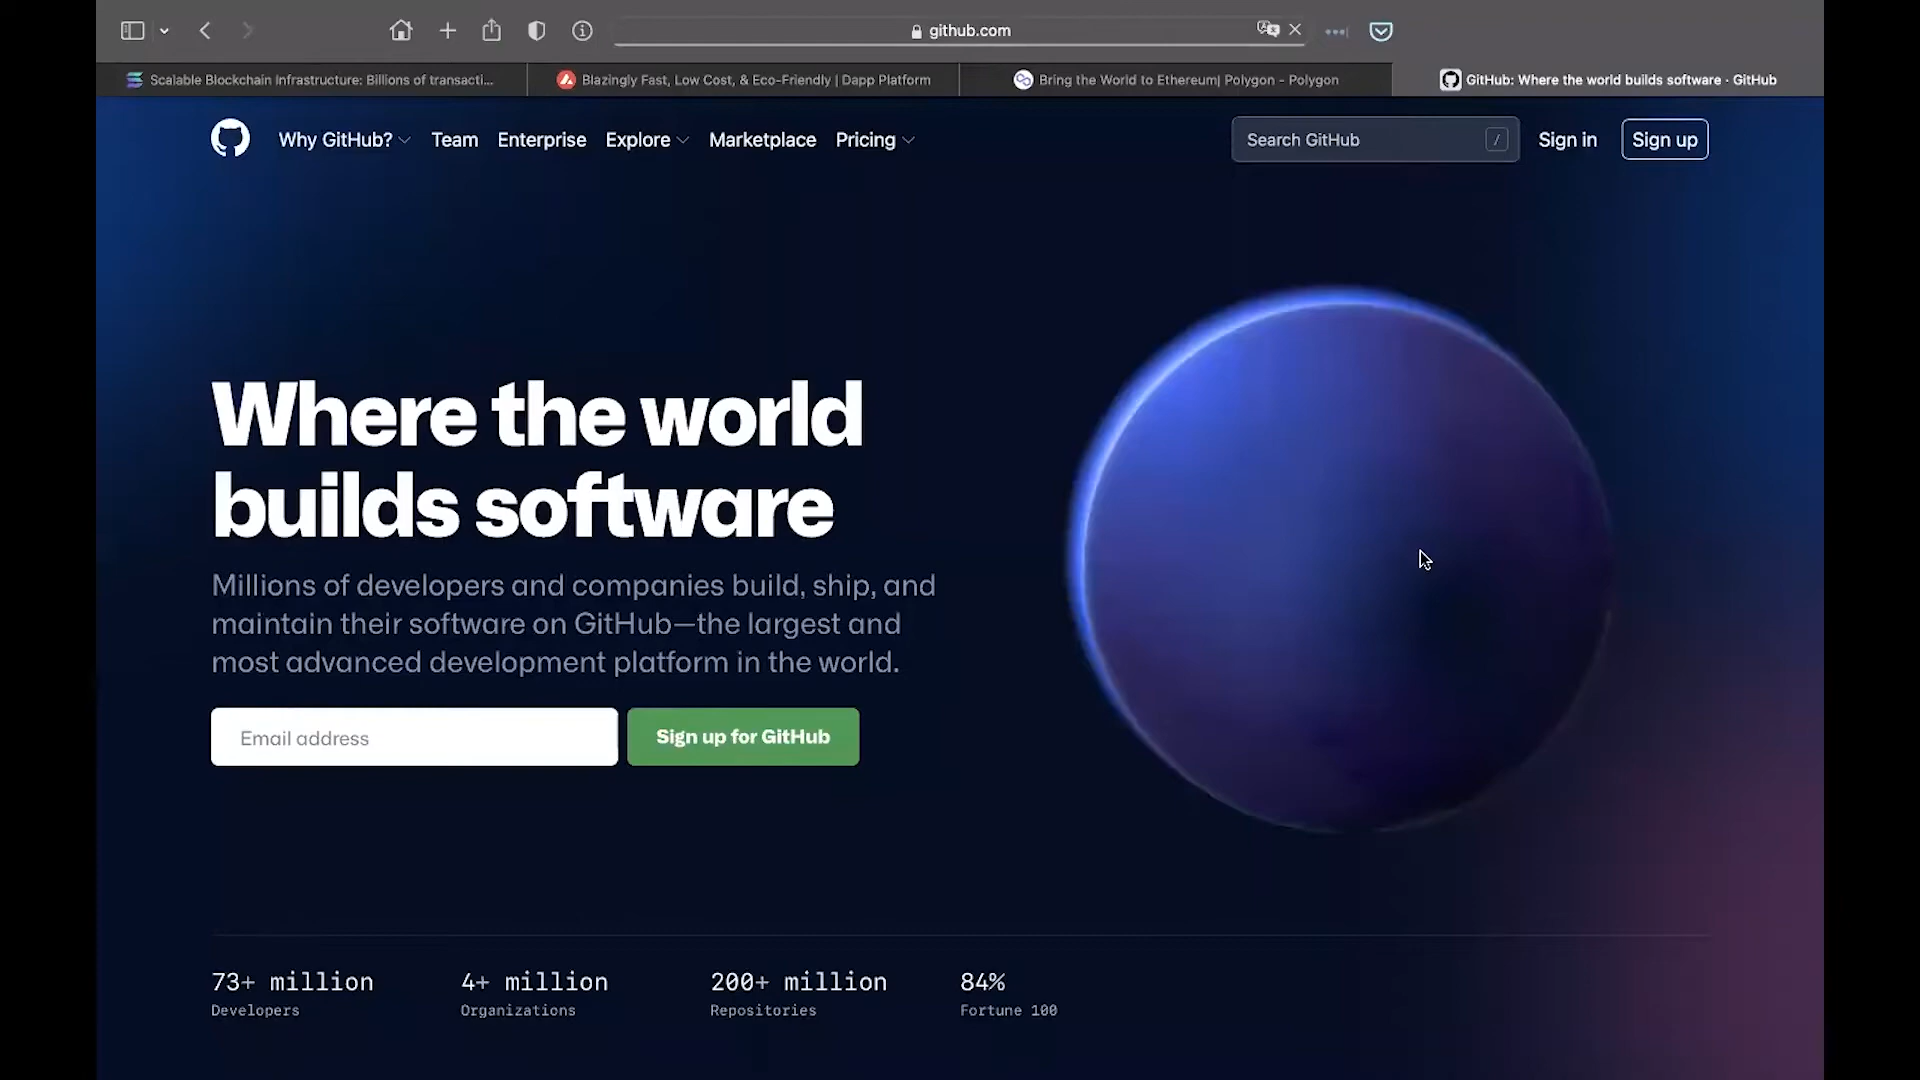 github.com
Scalable Blockchain Infrastructure: Billions of transacti...
Blazingly Fast, Low Cost, & Eco-Friendly | Dapp Platform
Bring the World to Ethereum| Polygon - Polygon
GitHub: Where the world builds software · GitHub
Why GitHub? Team Enterprise Explore Marketplace Pricing
Search GitHub /
Sign in
Sign up
Where the world
builds software
Millions of developers and companies build, ship, and
maintain their software on GitHub—the largest and
most advanced development platform in the world.
Email address
Sign up for GitHub
73+ million
Developers
4+ million
Organizations
200+ million
Repositories
84%
Fortune 100